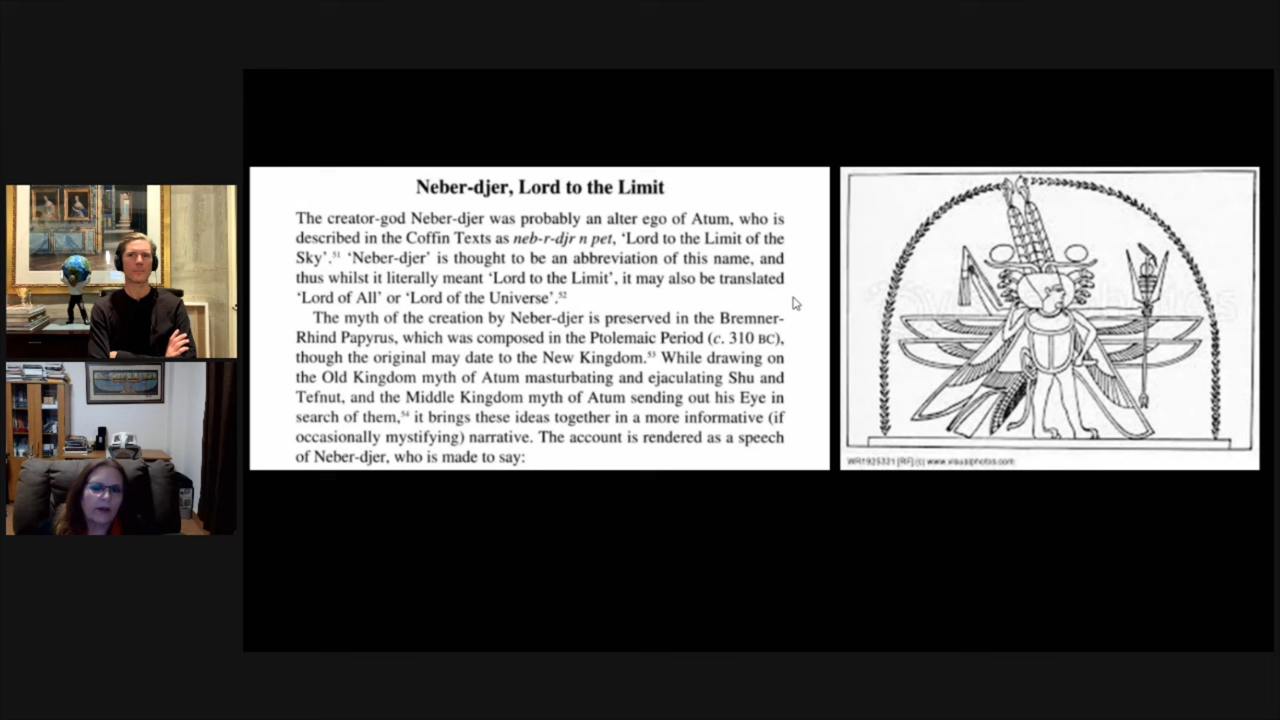 Neber-djer, Lord to the Limit
The creator-god Neber-djer was probably an alter ego of Atum, who is
described in the Coffin Texts as neb-r-djr n pet, ‘Lord to the Limit of the
Sky’.51 ‘Neber-djer’ is thought to be an abbreviation of this name, and
thus whilst it literally meant ‘Lord to the Limit’, it may also be translated
‘Lord of All’ or ‘Lord of the Universe’.52
The myth of the creation by Neber-djer is preserved in the Bremner-
Rhind Papyrus, which was composed in the Ptolemaic Period (c. 310 BC),
though the original may date to the New Kingdom.53 While drawing on
the Old Kingdom myth of Atum masturbating and ejaculating Shu and
Tefnut, and the Middle Kingdom myth of Atum sending out his Eye in
search of them,54 it brings these ideas together in a more informative (if
occasionally mystifying) narrative. The account is rendered as a speech
of Neber-djer, who is made to say:
WR1925321 [RF] (c) www.visualphotos.com